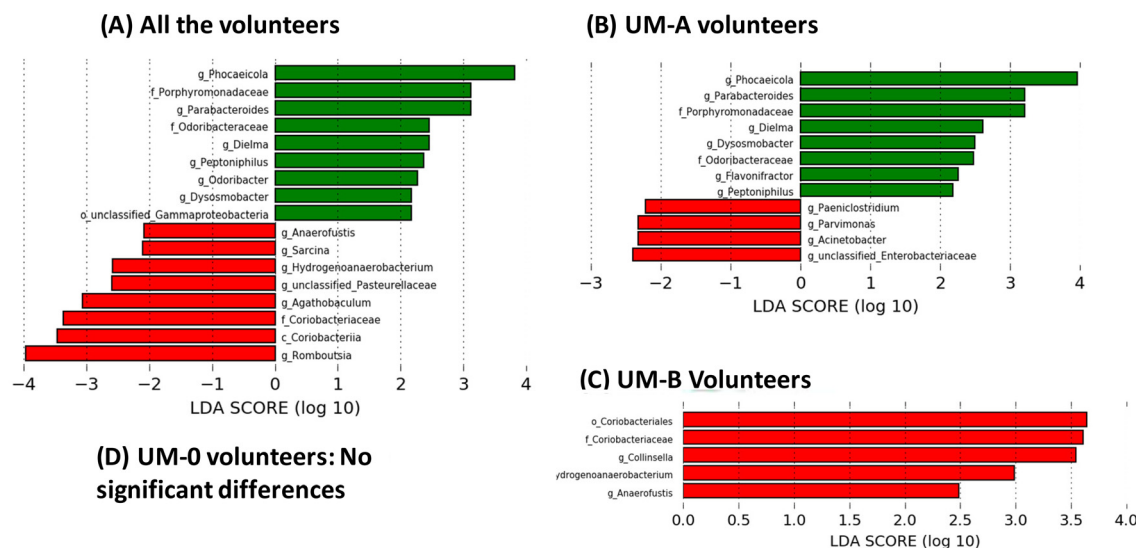 (A) All the volunteers
g_Phocaeicola
f_Porphyromonadaceae
g_Parabacteroides
f_Odoribacteraceae
g_Dielma
g_Peptoniphilus
g_Odoribacter
g_Dysosmobacter
o_unclassified_Gammaproteobacteria
g_Anaerofustis
g_Sarcina
g_Hydrogenoanaerobacterium
g_unclassified_Pasteurellaceae
g_Agathobaculum
f_Coriobacteriaceae
c_Coriobacteriia
g_Romboutsia
−4 −3 −2 −1 0 1 2 3 4
LDA SCORE (log 10)
(B) UM-A volunteers
g_Phocaeicola
g_Parabacteroides
f_Porphyromonadaceae
g_Dielma
g_Dysosmobacter
f_Odoribacteraceae
g_Flavonifractor
g_Peptoniphilus
g_Paeniclostridium
g_Parvimonas
g_Acinetobacter
g_unclassified_Enterobacteriaceae
−3 −2 −1 0 1 2 3 4
LDA SCORE (log 10)
(C) UM-B Volunteers
o_Coriobacteriales
f_Coriobacteriaceae
g_Collinsella
ydrogenoanaerobacterium
g_Anaerofustis
0.0 0.5 1.0 1.5 2.0 2.5 3.0 3.5 4.0
LDA SCORE (log 10)
(D) UM-0 volunteers: No
significant differences